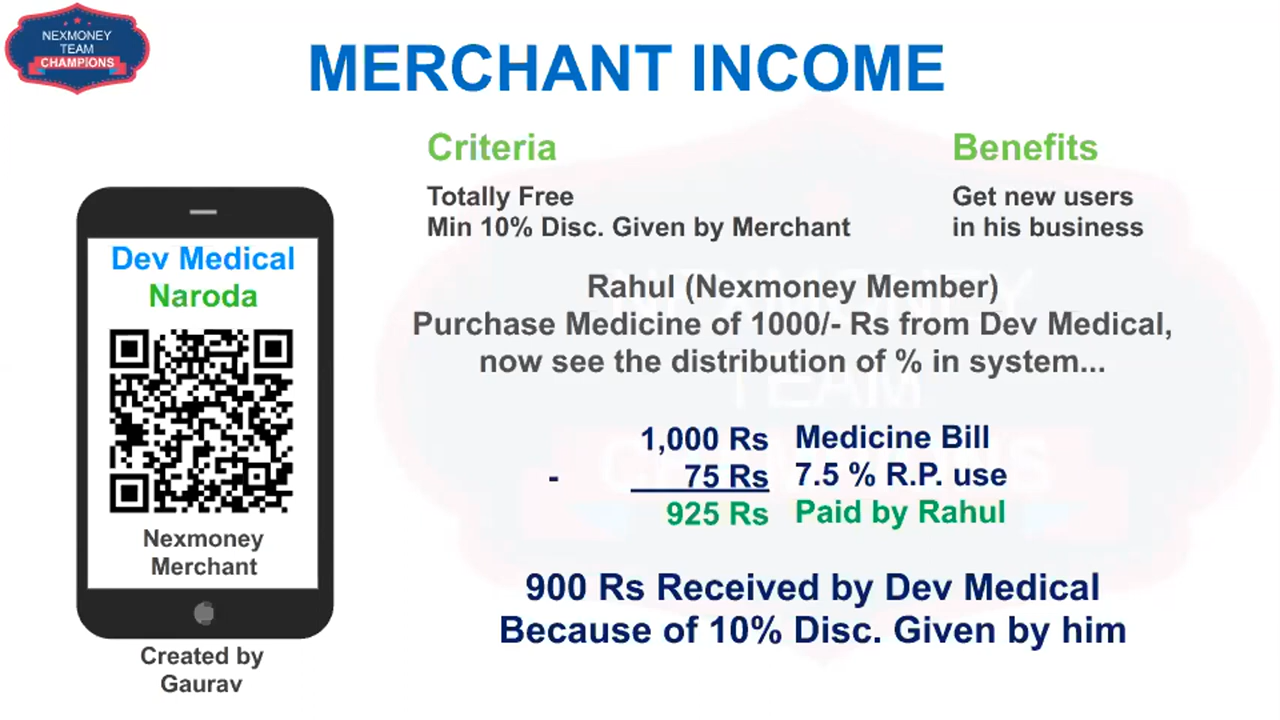 NEXMONEY
TEAM
CHAMPIONS
MERCHANT INCOME
Criteria
Totally Free
Min 10% Disc. Given by Merchant
Benefits
Get new users
in his business
Dev Medical
Naroda
Nexmoney
Merchant
Created by
Gaurav
Rahul (Nexmoney Member)
Purchase Medicine of 1000/- Rs from Dev Medical,
now see the distribution of % in system...
1,000 Rs Medicine Bill
- 75 Rs 7.5 % R.P. use
925 Rs Paid by Rahul
900 Rs Received by Dev Medical
Because of 10% Disc. Given by him
NEXMONEY
TEAM
CHAMPIONS